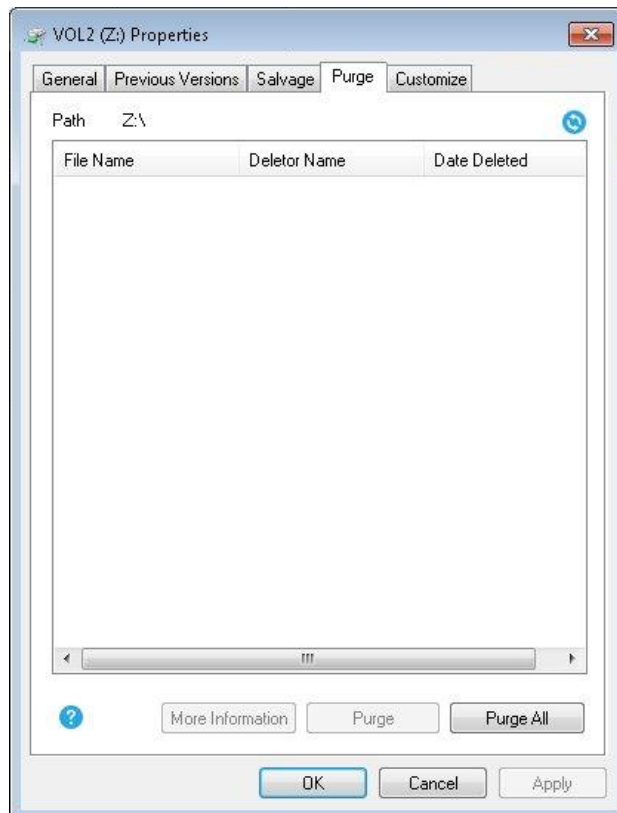 VOL2 (Z:) Properties
General Previous Versions Salvage Purge Customize
Path Z:\
File Name Deletor Name Date Deleted
More Information Purge Purge All
OK Cancel Apply